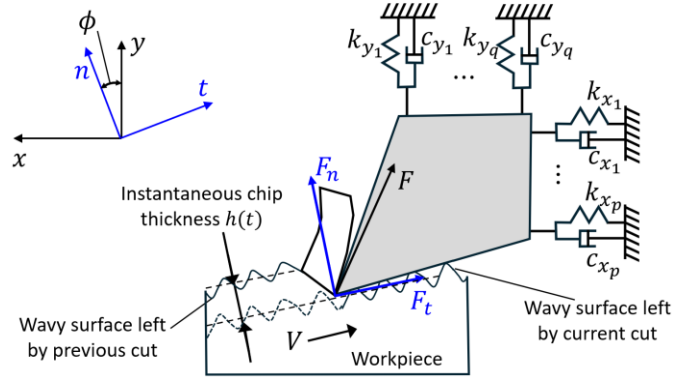 ϕ
y
n
t
x
k_{y_1}
c_{y_1}
...
k_{y_q}
c_{y_q}
k_{x_1}
c_{x_1}
...
k_{x_p}
c_{x_p}
F_n
F
Instantaneous chip
thickness h(t)
F_t
Wavy surface left
by previous cut
V
Workpiece
Wavy surface left
by current cut